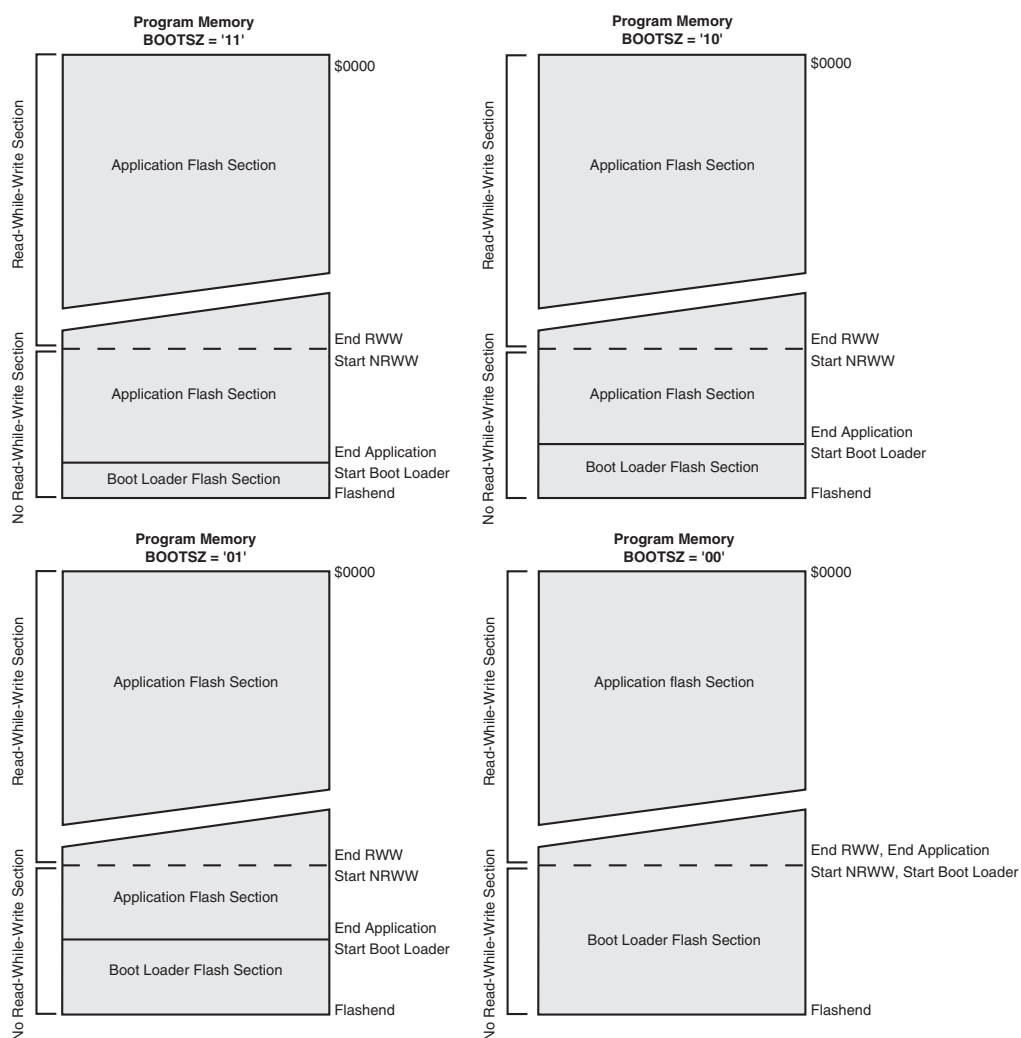 Program Memory
BOOTSZ = '11'
$0000
Read-While-Write Section
Application Flash Section
End RWW
Start NRWW
No Read-While-Write Section
Application Flash Section
End Application
Start Boot Loader
Boot Loader Flash Section
Flashend
Program Memory
BOOTSZ = '10'
$0000
Read-While-Write Section
Application Flash Section
End RWW
Start NRWW
No Read-While-Write Section
Application Flash Section
End Application
Start Boot Loader
Boot Loader Flash Section
Flashend
Program Memory
BOOTSZ = '01'
$0000
Read-While-Write Section
Application Flash Section
End RWW
Start NRWW
No Read-While-Write Section
Application Flash Section
End Application
Start Boot Loader
Boot Loader Flash Section
Flashend
Program Memory
BOOTSZ = '00'
$0000
Read-While-Write Section
Application flash Section
End RWW, End Application
Start NRWW, Start Boot Loader
No Read-While-Write Section
Boot Loader Flash Section
Flashend